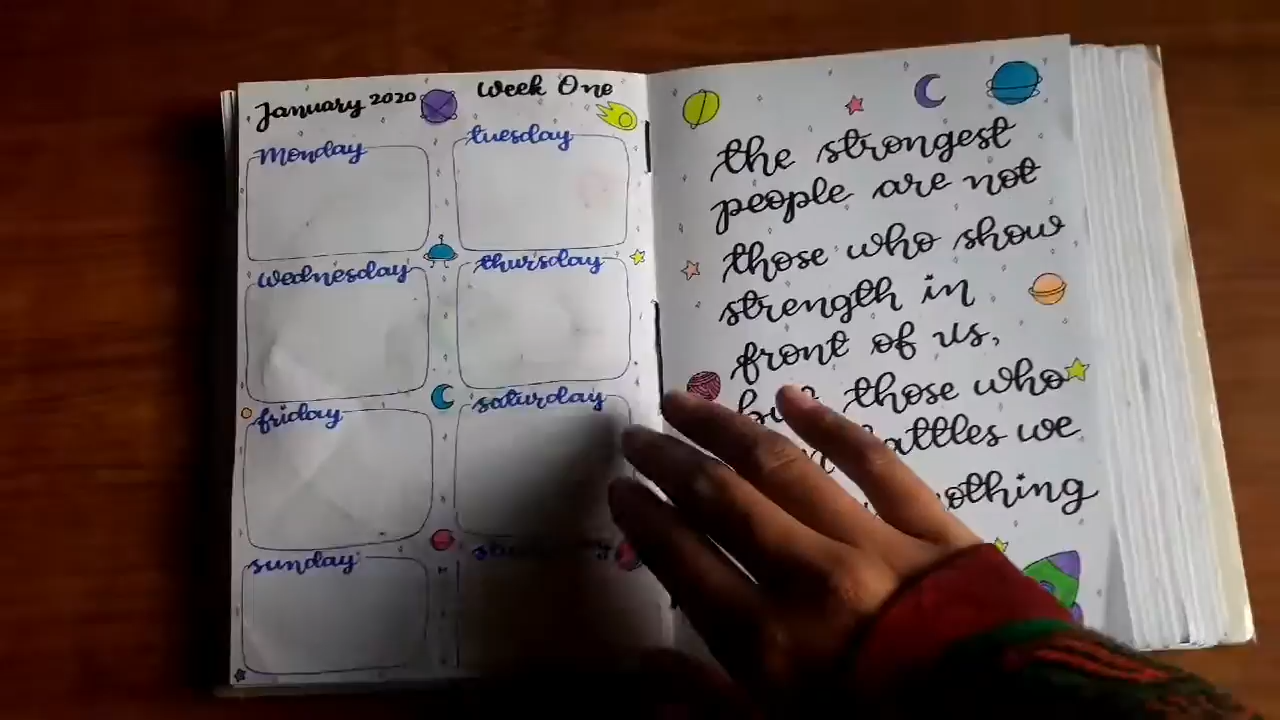 January 2020
Week One
Monday
tuesday
wednesday
thursday
friday
saturday
sunday
the strongest
people are not
those who show
strength in
front of us,
those who
we
nothing